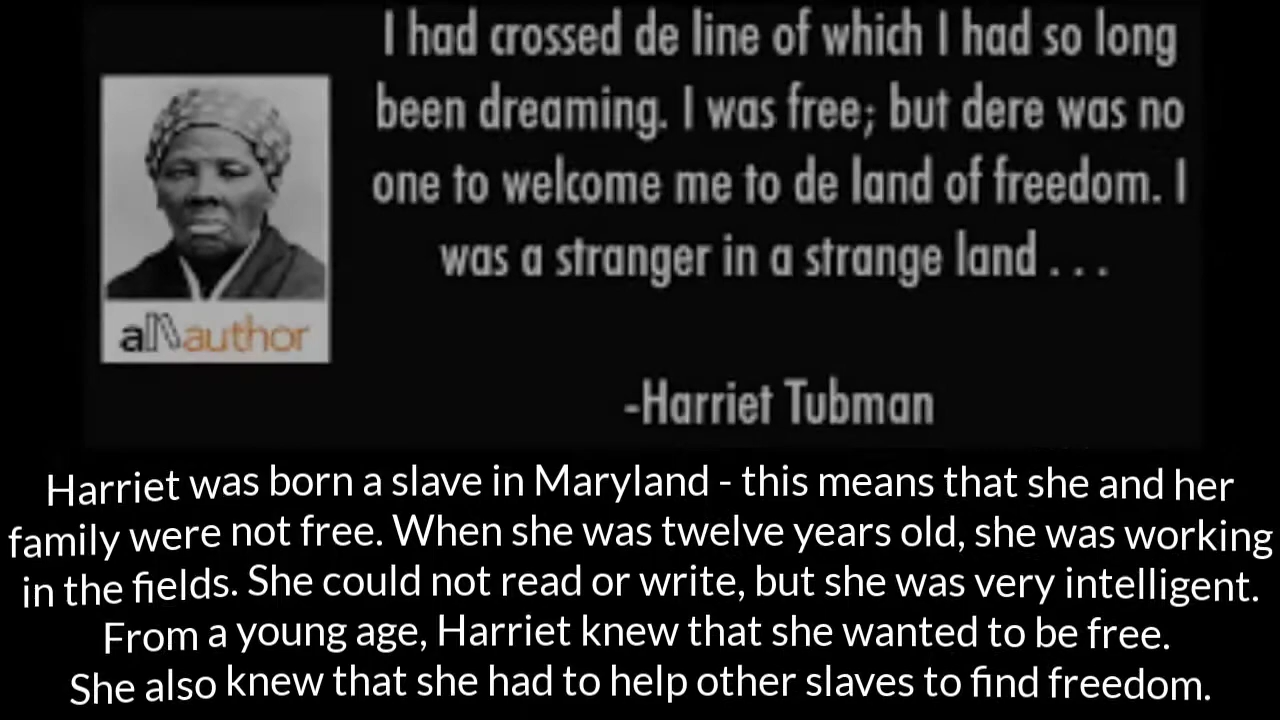 I had crossed de line of which I had so long
been dreaming. I was free; but dere was no
one to welcome me to de land of freedom. I
was a stranger in a strange land . . .
allauthor
-Harriet Tubman
Harriet was born a slave in Maryland - this means that she and her
family were not free. When she was twelve years old, she was working
in the fields. She could not read or write, but she was very intelligent.
From a young age, Harriet knew that she wanted to be free.
She also knew that she had to help other slaves to find freedom.